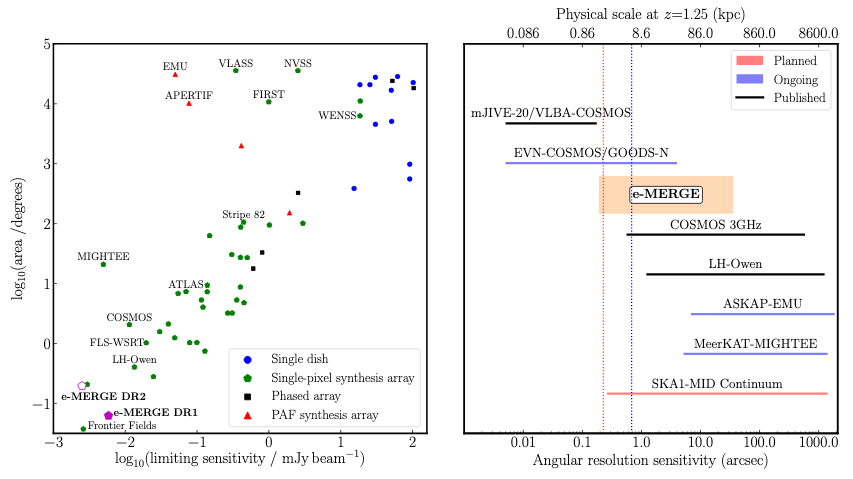 5
4
3
2
1
0
−1
−3
−2
−1
0
1
2
log10(area /degrees)
log10(limiting sensitivity / mJy beam−1)
EMU
VLASS
NVSS
APERTIF
FIRST
WENSS
Stripe 82
MIGHTEE
ATLAS
COSMOS
FLS-WSRT
LH-Owen
e-MERGE DR2
e-MERGE DR1
Frontier Fields
Single dish
Single-pixel synthesis array
Phased array
PAF synthesis array
Physical scale at z=1.25 (kpc)
0.086 0.86 8.6 86.0 860.0 8600.0
Planned
Ongoing
Published
mJIVE-20/VLBA-COSMOS
EVN-COSMOS/GOODS-N
e-MERGE
COSMOS 3GHz
LH-Owen
ASKAP-EMU
MeerKAT-MIGHTEE
SKA1-MID Continuum
0.01 0.1 1.0 10.0 100.0 1000.0
Angular resolution sensitivity (arcsec)